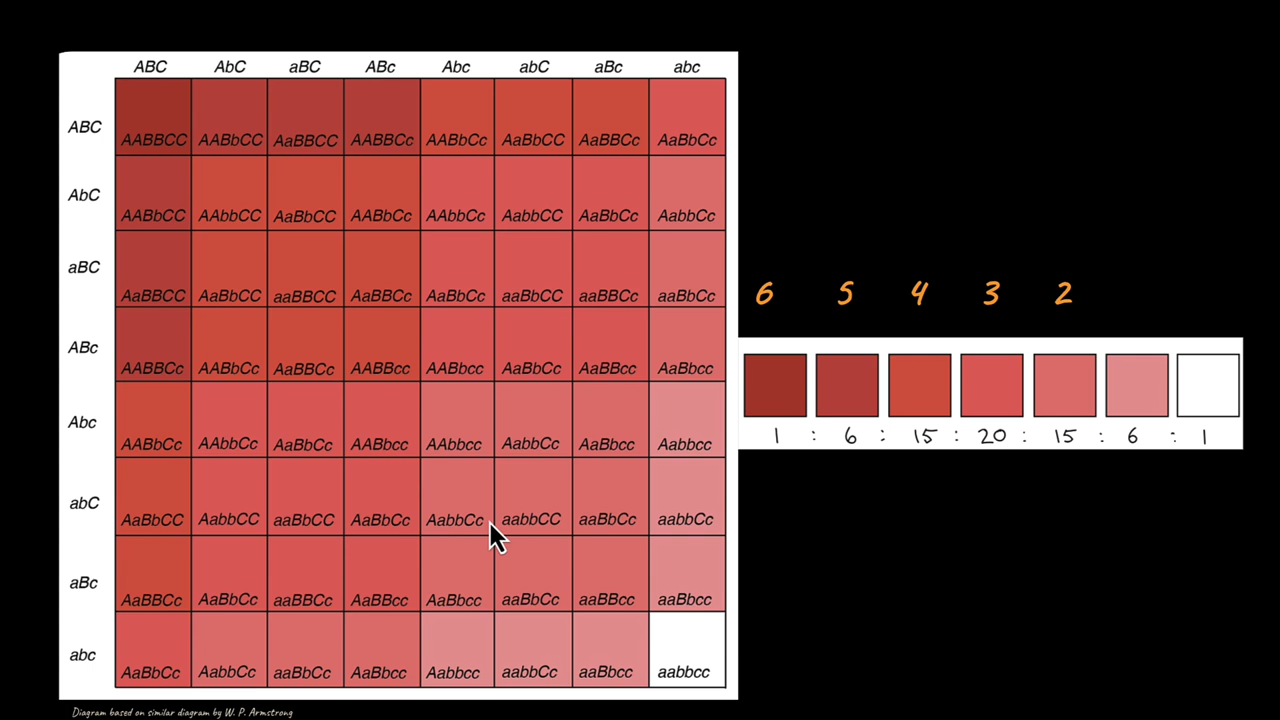 ABC AbC aBC ABc Abc abC aBc abc
ABC AABBCC AABbCC AaBBCC AABBCc AABbCc AaBbCC AaBBCc AaBbCc
AbC AABbCC AAbbCC AaBbCC AABbCc AAbbCc AabbCC AaBbCc AabbCc
aBC AaBBCC AaBbCC aaBBCC AaBBCc AaBbCc aaBbCC aaBBCc aaBbCc
ABc AABBCc AABbCc AaBBCc AABBcc AABbcc AaBbCc AaBBcc AaBbcc
Abc AABbCc AAbbCc AaBbCc AABbcc AAbbcc AabbCc AaBbcc Aabbcc
abC AaBbCC AabbCC aaBbCC AaBbCc AabbCc aabbCC aaBbCc aabbCc
aBc AaBBCc AaBbCc aaBBCc AaBBcc AaBbcc aaBbCc aaBBcc aaBbcc
abc AaBbCc AabbCc aaBbCc AaBbcc Aabbcc aabbCc aaBbcc aabbcc
6 5 4 3 2
1 : 6 : 15 : 20 : 15 : 6 : 1
Diagram based on similar diagram by W. P. Armstrong